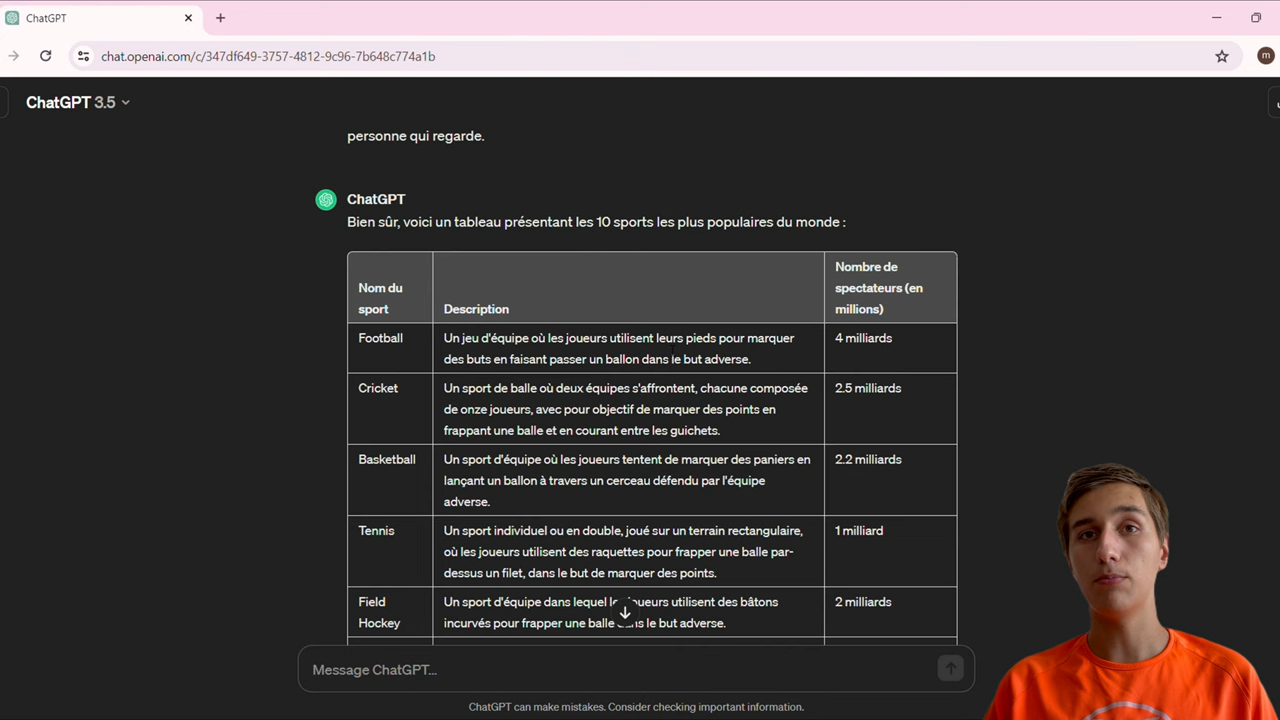 ChatGPT
chat.openai.com/c/347df649-3757-4812-9c96-7b648c774a1b
m
ChatGPT 3.5
personne qui regarde.
ChatGPT
Bien sûr, voici un tableau présentant les 10 sports les plus populaires du monde :
Nom du
sport
Description
Nombre de
spectateurs (en
millions)
Football
Un jeu d'équipe où les joueurs utilisent leurs pieds pour marquer
des buts en faisant passer un ballon dans le but adverse.
4 milliards
Cricket
Un sport de balle où deux équipes s'affrontent, chacune composée
de onze joueurs, avec pour objectif de marquer des points en
frappant une balle et en courant entre les guichets.
2.5 milliards
Basketball
Un sport d'équipe où les joueurs tentent de marquer des paniers en
lançant un ballon à travers un cerceau défendu par l'équipe
adverse.
2.2 milliards
Tennis
Un sport individuel ou en double, joué sur un terrain rectangulaire,
où les joueurs utilisent des raquettes pour frapper une balle par-
dessus un filet, dans le but de marquer des points.
1 milliard
Field
Hockey
Un sport d'équipe dans lequel les joueurs utilisent des bâtons
incurvés pour frapper une balle dans le but adverse.
2 milliards
Message ChatGPT...
ChatGPT can make mistakes. Consider checking important information.